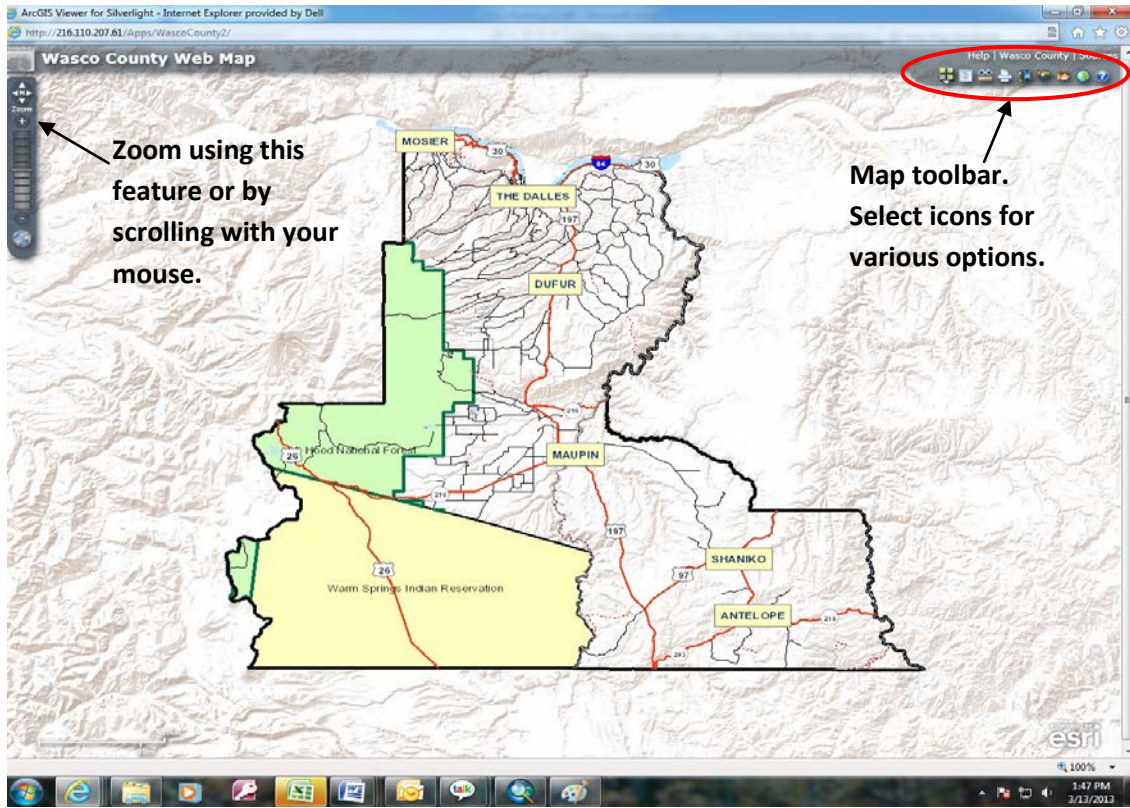 ArcGIS Viewer for Silverlight - Internet Explorer provided by Dell
http://216.110.207.61/Apps/WascoCounty2/
Wasco County Web Map
Help | Wasco County | Sources
N
Zoom
Zoom using this
feature or by
scrolling with your
mouse.
Map toolbar.
Select icons for
various options.
MOSIER
30
84
30
THE DALLES
197
DUFUR
216
MAUPIN
Hood National Forest
26
216
197
SHANIKO
97
26
Warm Springs Indian Reservation
ANTELOPE
218
293
esri
100%
talk
1:47 PM
3/13/2013